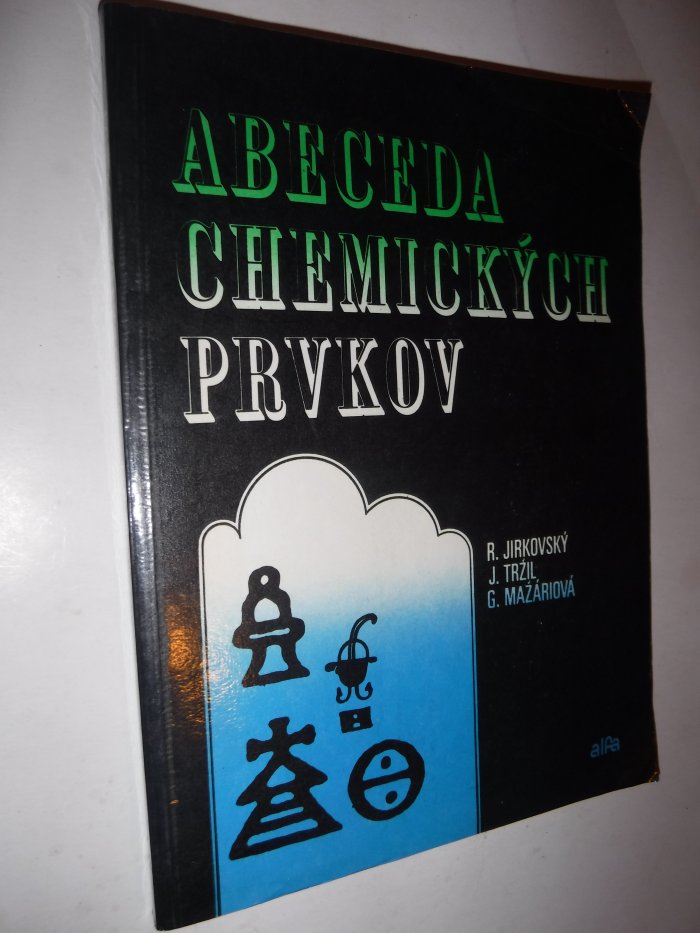 ABECEDA
CHEMICKÝCH
PRVKOV
R. JIRKOVSKÝ
J. TRŽIL
G. MAŽÁRIOVÁ
alfa